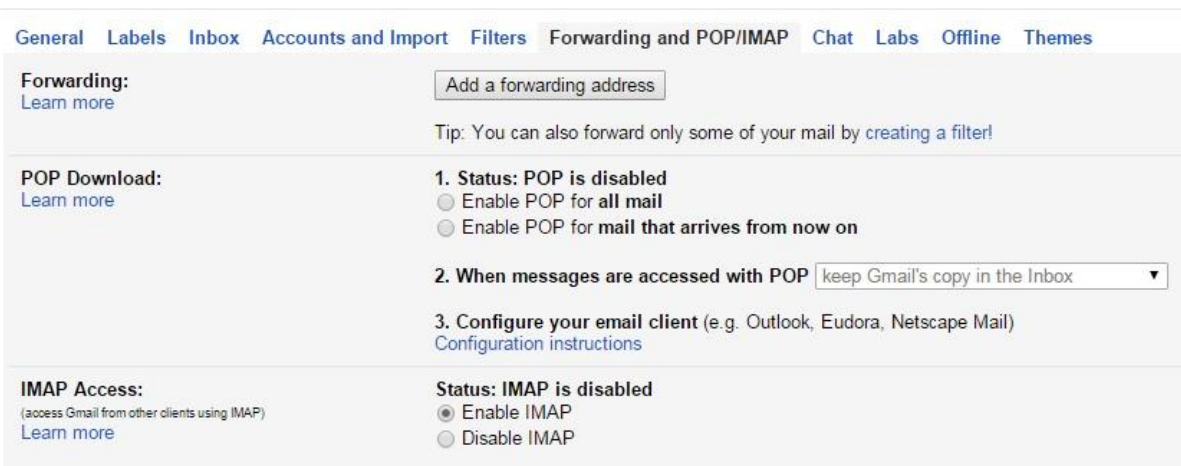 General Labels Inbox Accounts and Import Filters Forwarding and POP/IMAP Chat Labs Offline Themes
Forwarding:
Learn more
Add a forwarding address
Tip: You can also forward only some of your mail by creating a filter!
POP Download:
Learn more
1. Status: POP is disabled
Enable POP for all mail
Enable POP for mail that arrives from now on
2. When messages are accessed with POP keep Gmail's copy in the Inbox
3. Configure your email client (e.g. Outlook, Eudora, Netscape Mail)
Configuration instructions
IMAP Access:
(access Gmail from other clients using IMAP)
Learn more
Status: IMAP is disabled
Enable IMAP
Disable IMAP